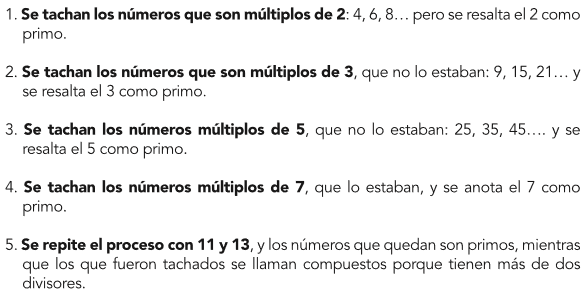 1. Se tachan los números que son múltiplos de 2: 4, 6, 8… pero se resalta el 2 como
primo.
2. Se tachan los números que son múltiplos de 3, que no lo estaban: 9, 15, 21… y
se resalta el 3 como primo.
3. Se tachan los números múltiplos de 5, que no lo estaban: 25, 35, 45…. y se
resalta el 5 como primo.
4. Se tachan los números múltiplos de 7, que lo estaban, y se anota el 7 como
primo.
5. Se repite el proceso con 11 y 13, y los números que quedan son primos, mientras
que los que fueron tachados se llaman compuestos porque tienen más de dos
divisores.